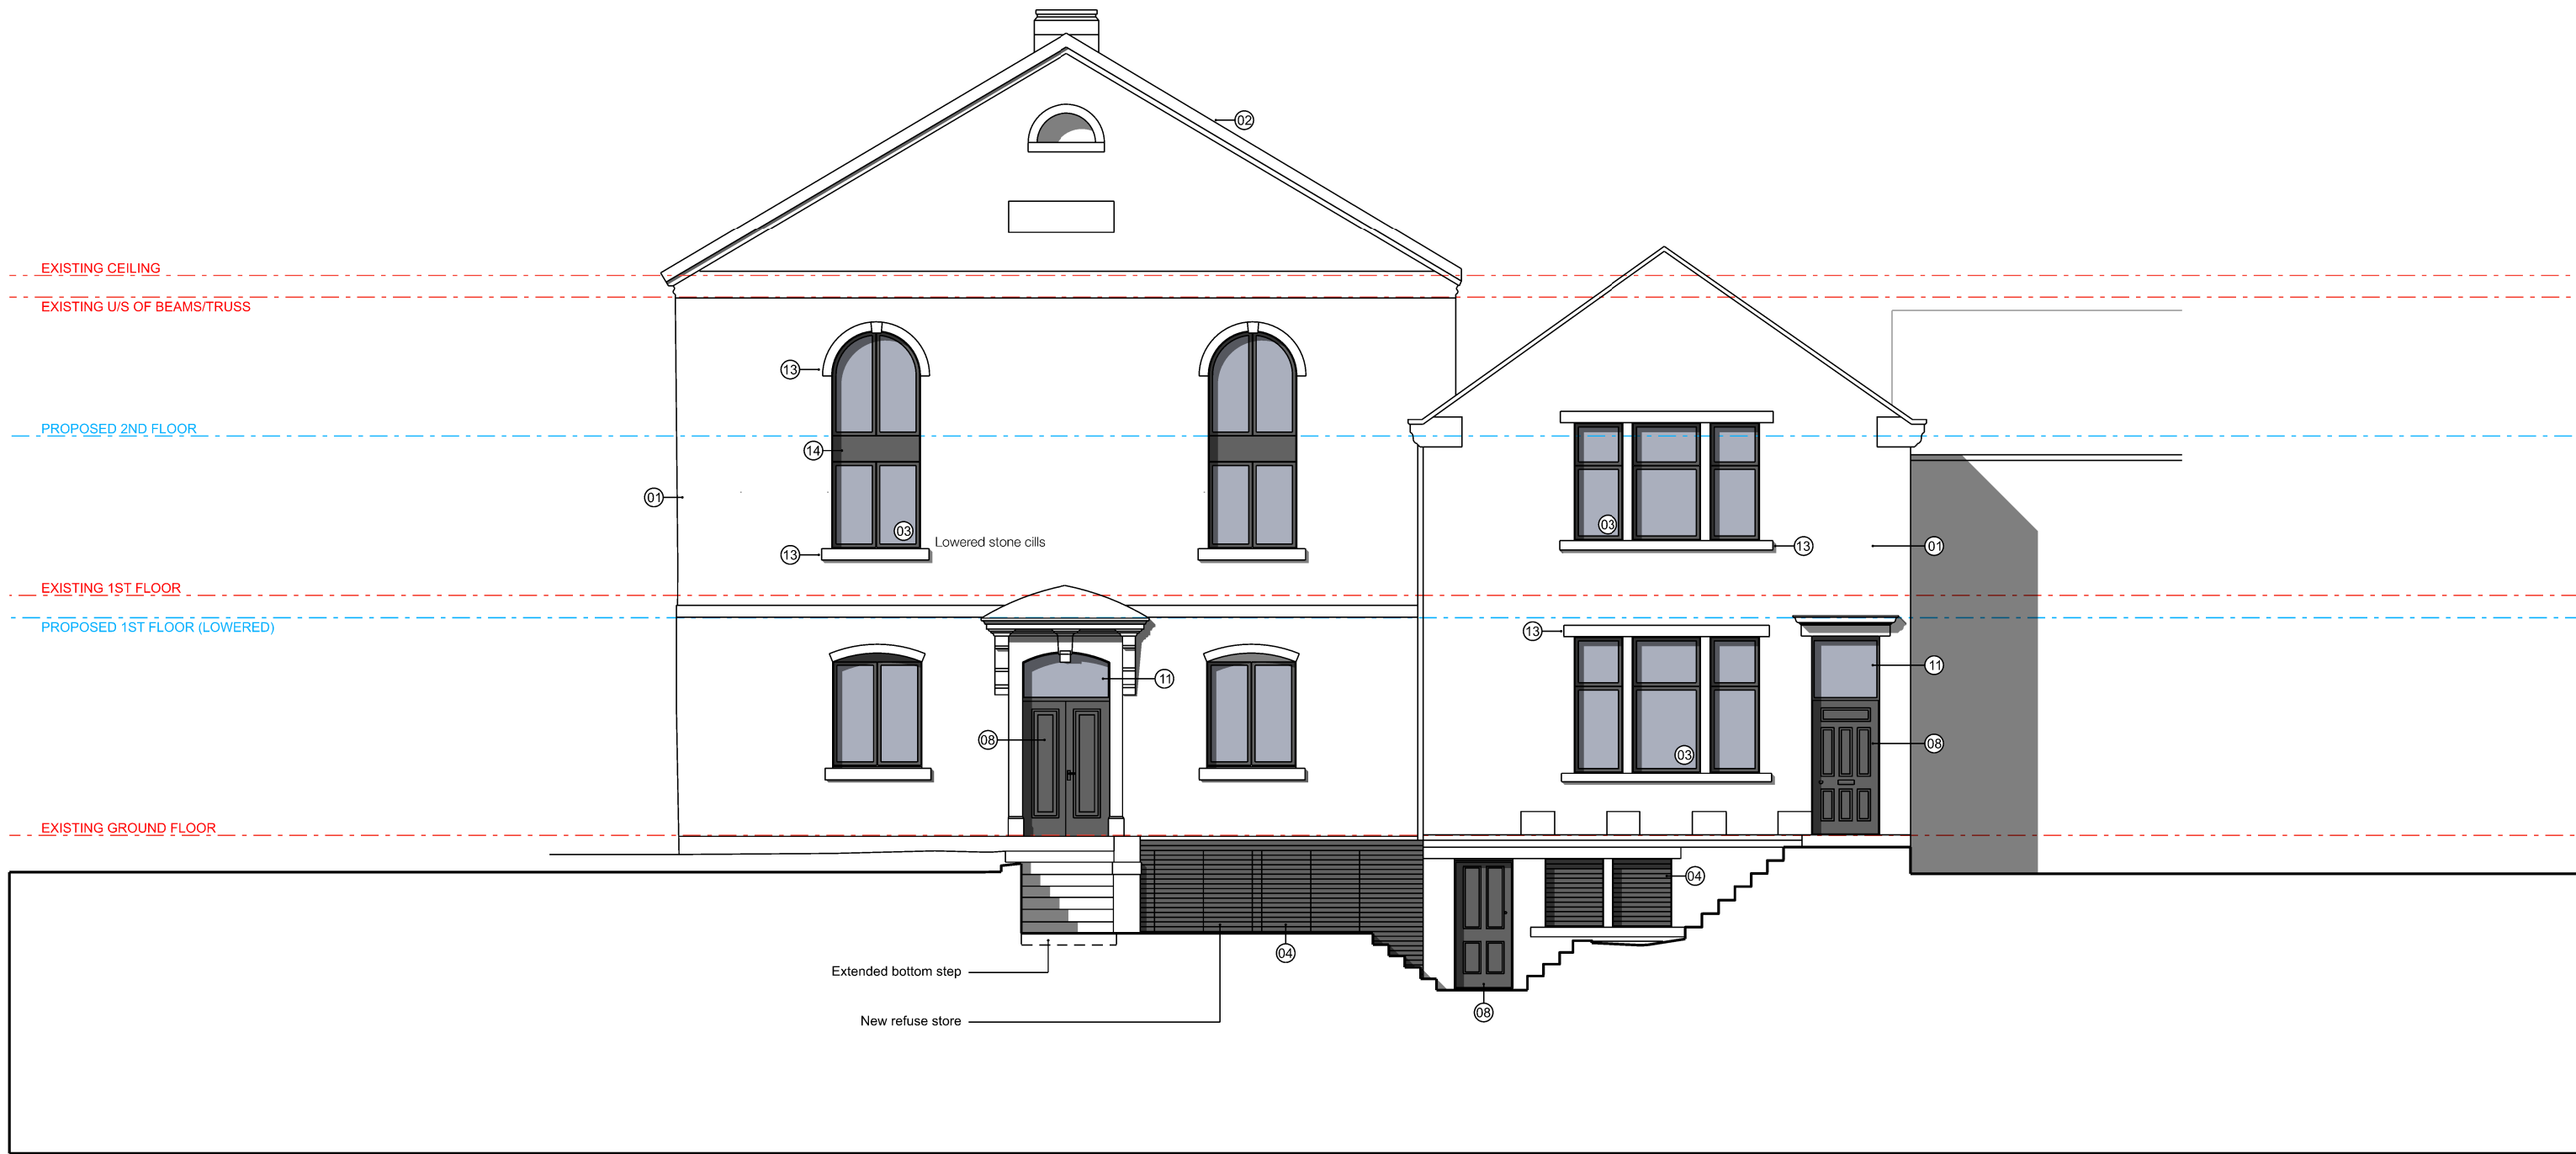 02
EXISTING CEILING
EXISTING U/S OF BEAMS/TRUSS
13
PROPOSED 2ND FLOOR
14
01
03
03
13
Lowered stone cills
13
01
EXISTING 1ST FLOOR
PROPOSED 1ST FLOOR (LOWERED)
13
11
11
08
03
08
EXISTING GROUND FLOOR
04
04
Extended bottom step
08
New refuse store